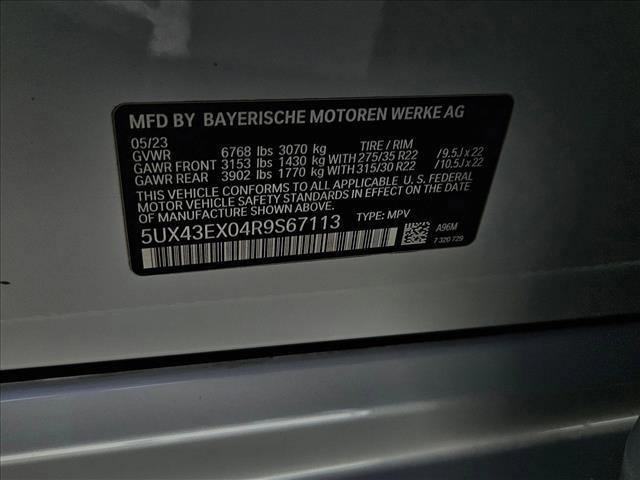 MFD BY BAYERISCHE MOTOREN WERKE AG
05/23 TIRE / RIM
GVWR 6768 lbs 3070 kg
GAWR FRONT 3153 lbs 1430 kg WITH 275/35 R22 /9.5J x 22
GAWR REAR 3902 lbs 1770 kg WITH 315/30 R22 /10.5J x 22
THIS VEHICLE CONFORMS TO ALL APPLICABLE U.S. FEDERAL
MOTOR VEHICLE SAFETY STANDARDS IN EFFECT ON THE DATE
OF MANUFACTURE SHOWN ABOVE.
5UX43EX04R9S67113 TYPE: MPV A96M
7 320 729